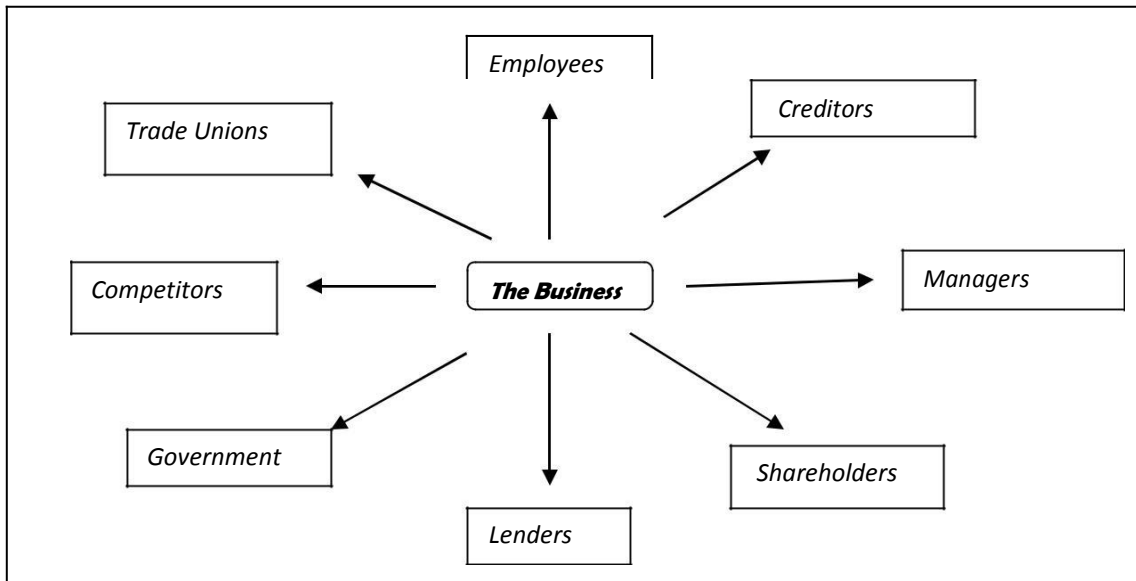 Employees
Creditors
Trade Unions
Managers
Competitors
The Business
Government
Shareholders
Lenders